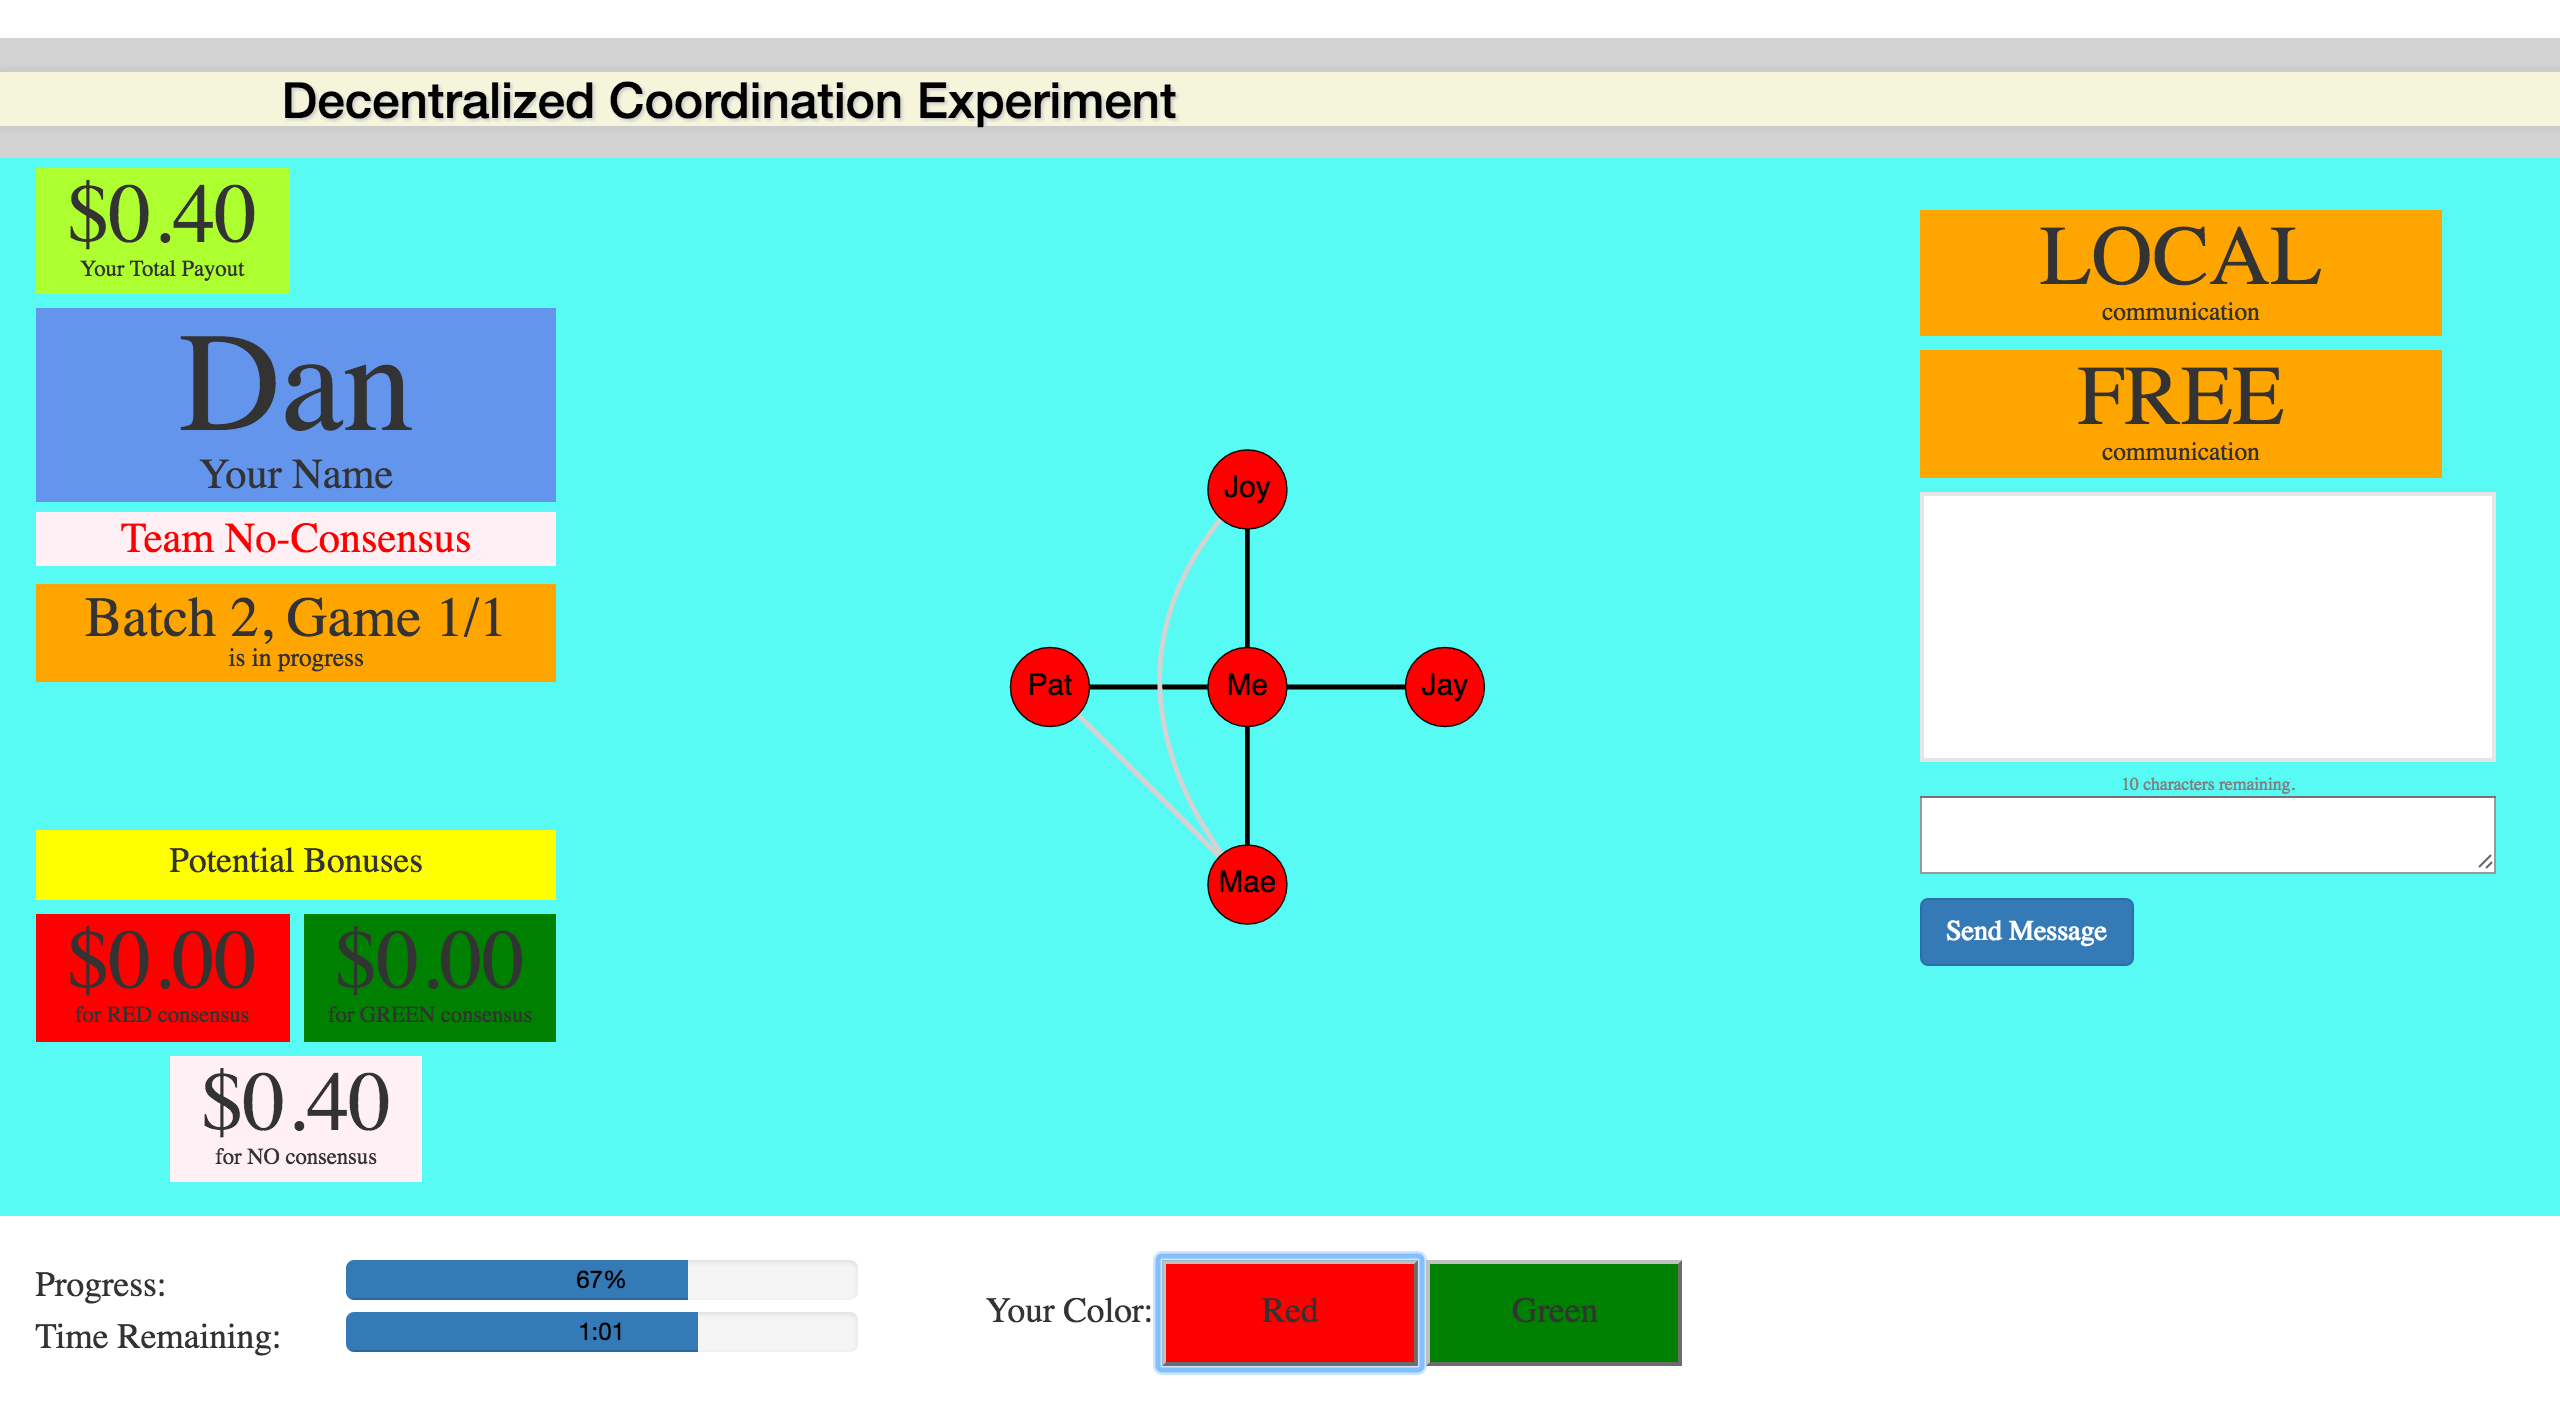 Decentralized Coordination Experiment
$0.40
Your Total Payout
Dan
Your Name
Team No-Consensus
Batch 2, Game 1/1
is in progress
Potential Bonuses
$0.00
for RED consensus
$0.00
for GREEN consensus
$0.40
for NO consensus
Joy
Pat
Me
Jay
Mae
LOCAL
communication
FREE
communication
10 characters remaining.
Send Message
Progress:
67%
Time Remaining:
1:01
Your Color:
Red
Green